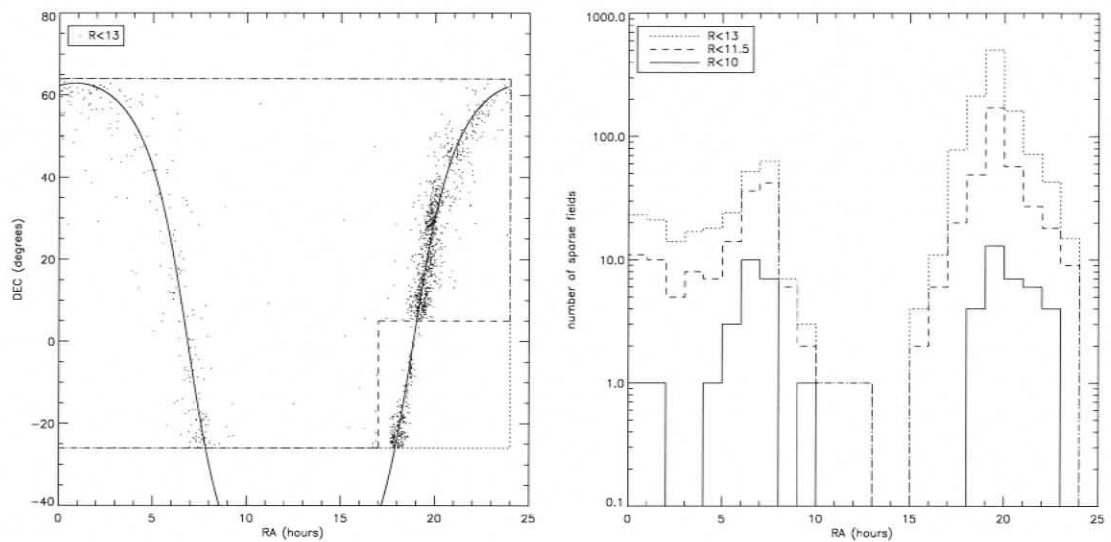 R<13
80
60
40
20
0
−20
−40
DEC (degrees)
0 5 10 15 20 25
RA (hours)
R<13
R<11.5
R<10
1000.0
100.0
10.0
1.0
0.1
number of sparse fields
0 5 10 15 20 25
RA (hours)